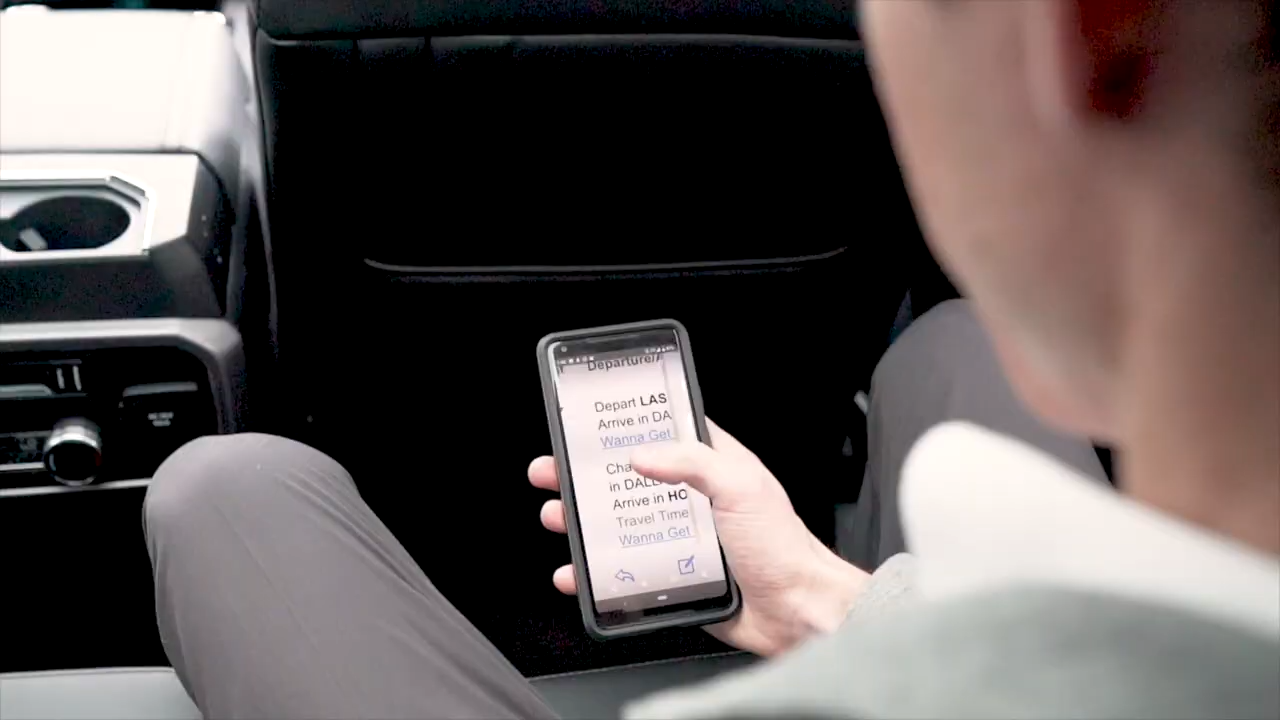 Departure/A
Depart LAS
Arrive in DA
Wanna Get
Cha
in DALL
Arrive in HO
Travel Time
Wanna Get